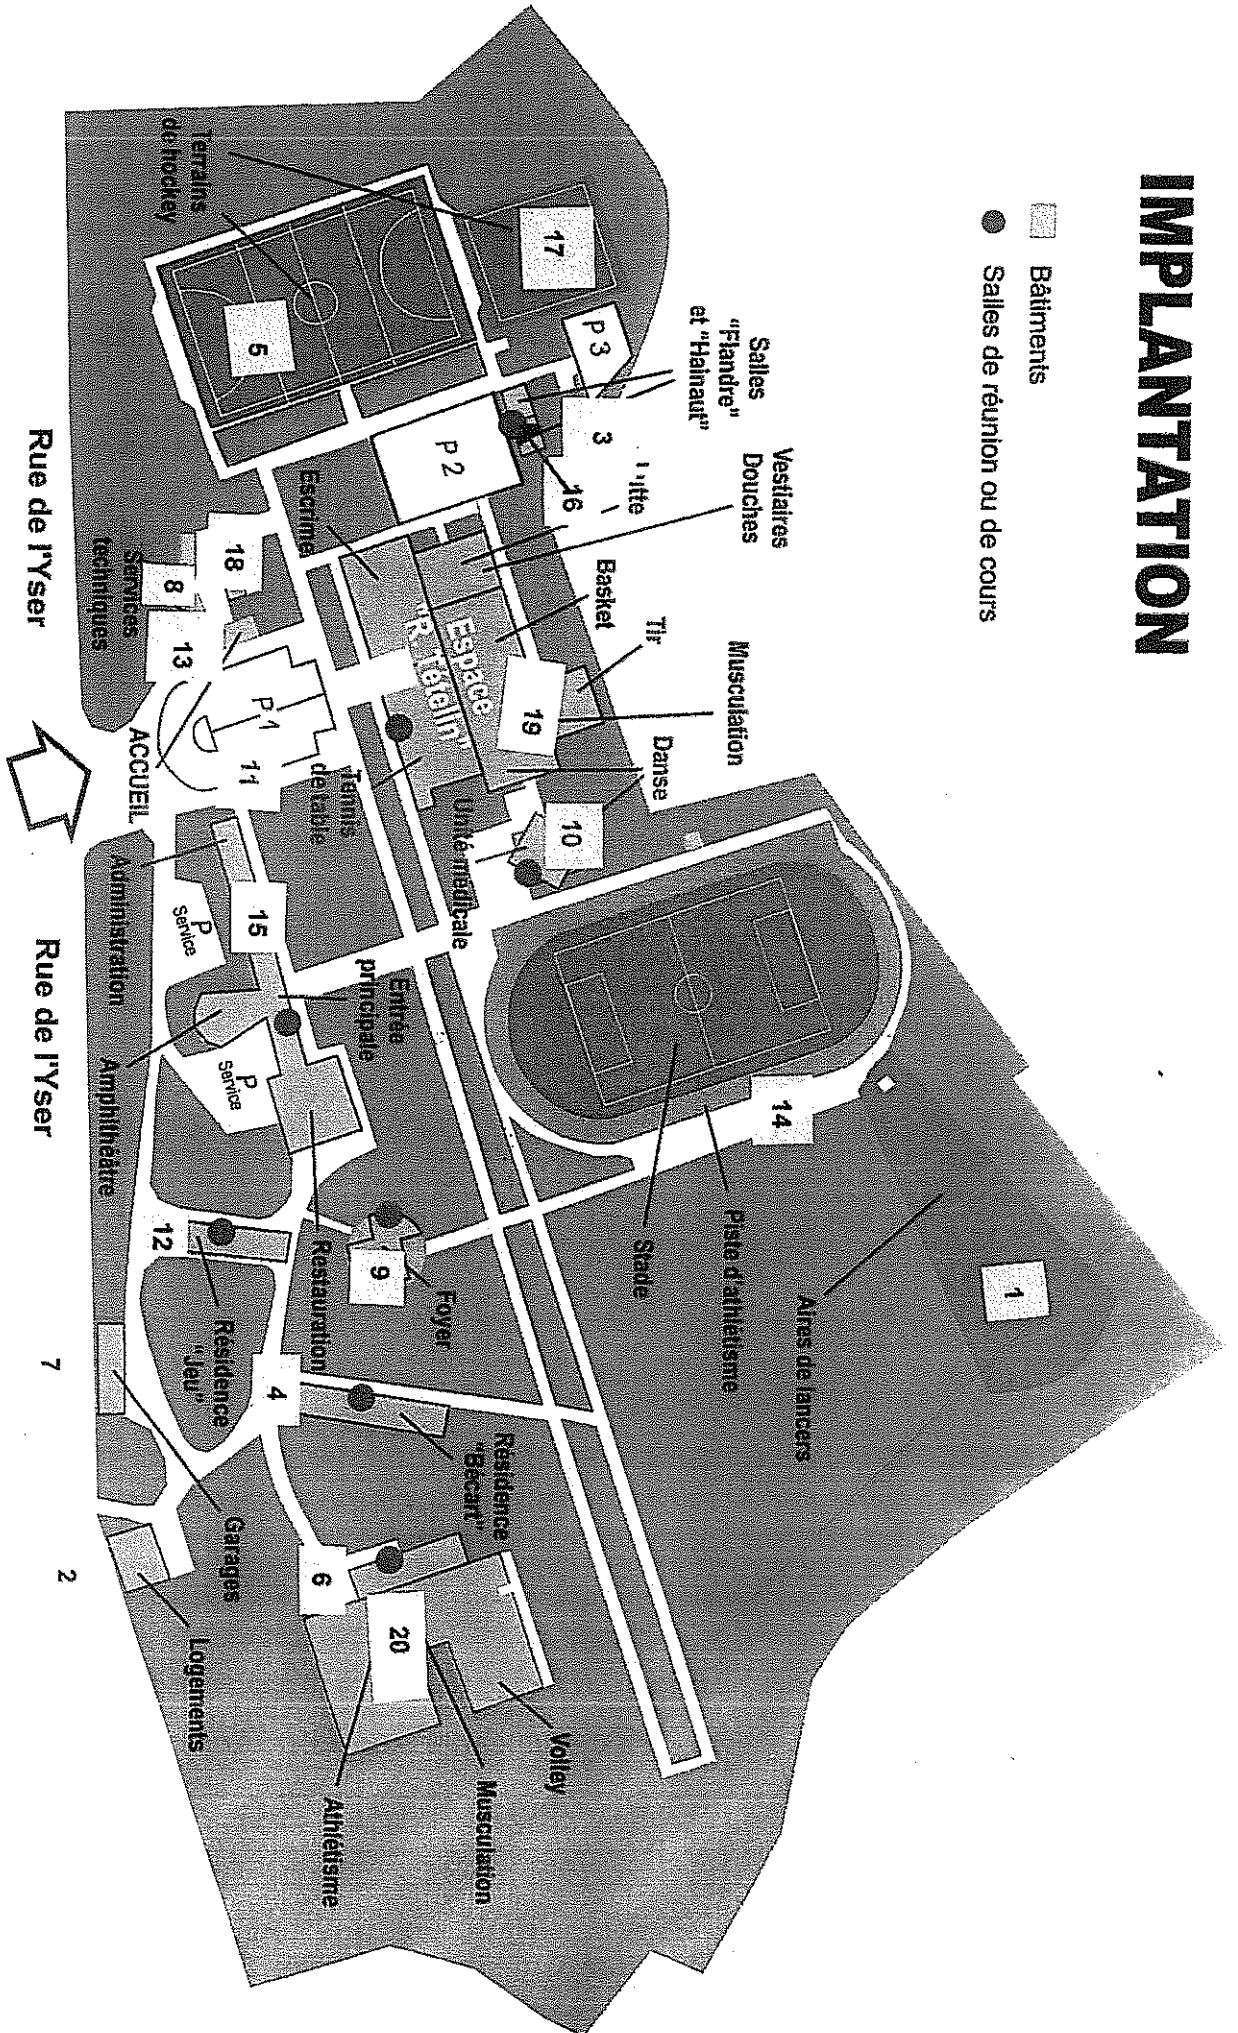 IMPLANTATION
Bâtiments
Salles de réunion ou de cours
Terrains
de hockey
17
5
P 3
Salles
"Flandre"
et "Hainaut"
3
16
P 2
Vestiaires
Douches
Escrime
Basket
Tir
Musculation
Danse
Espace
"R. Tételin"
19
10
Unité médicale
Tennis
de table
18
8
Services
techniques
13
P 1
11
ACCUEIL
Rue de l'Yser
Rue de l'Yser
Administration
15
P
Service
Entrée
principale
Amphithéâtre
P
Service
Restauration
Stade
14
Piste d'athlétisme
Aires de lancers
1
12
9
Foyer
Résidence
"Jeu"
7
4
Résidence
"Bécart"
Garages
2
Logements
6
20
Volley
Musculation
Athlétisme